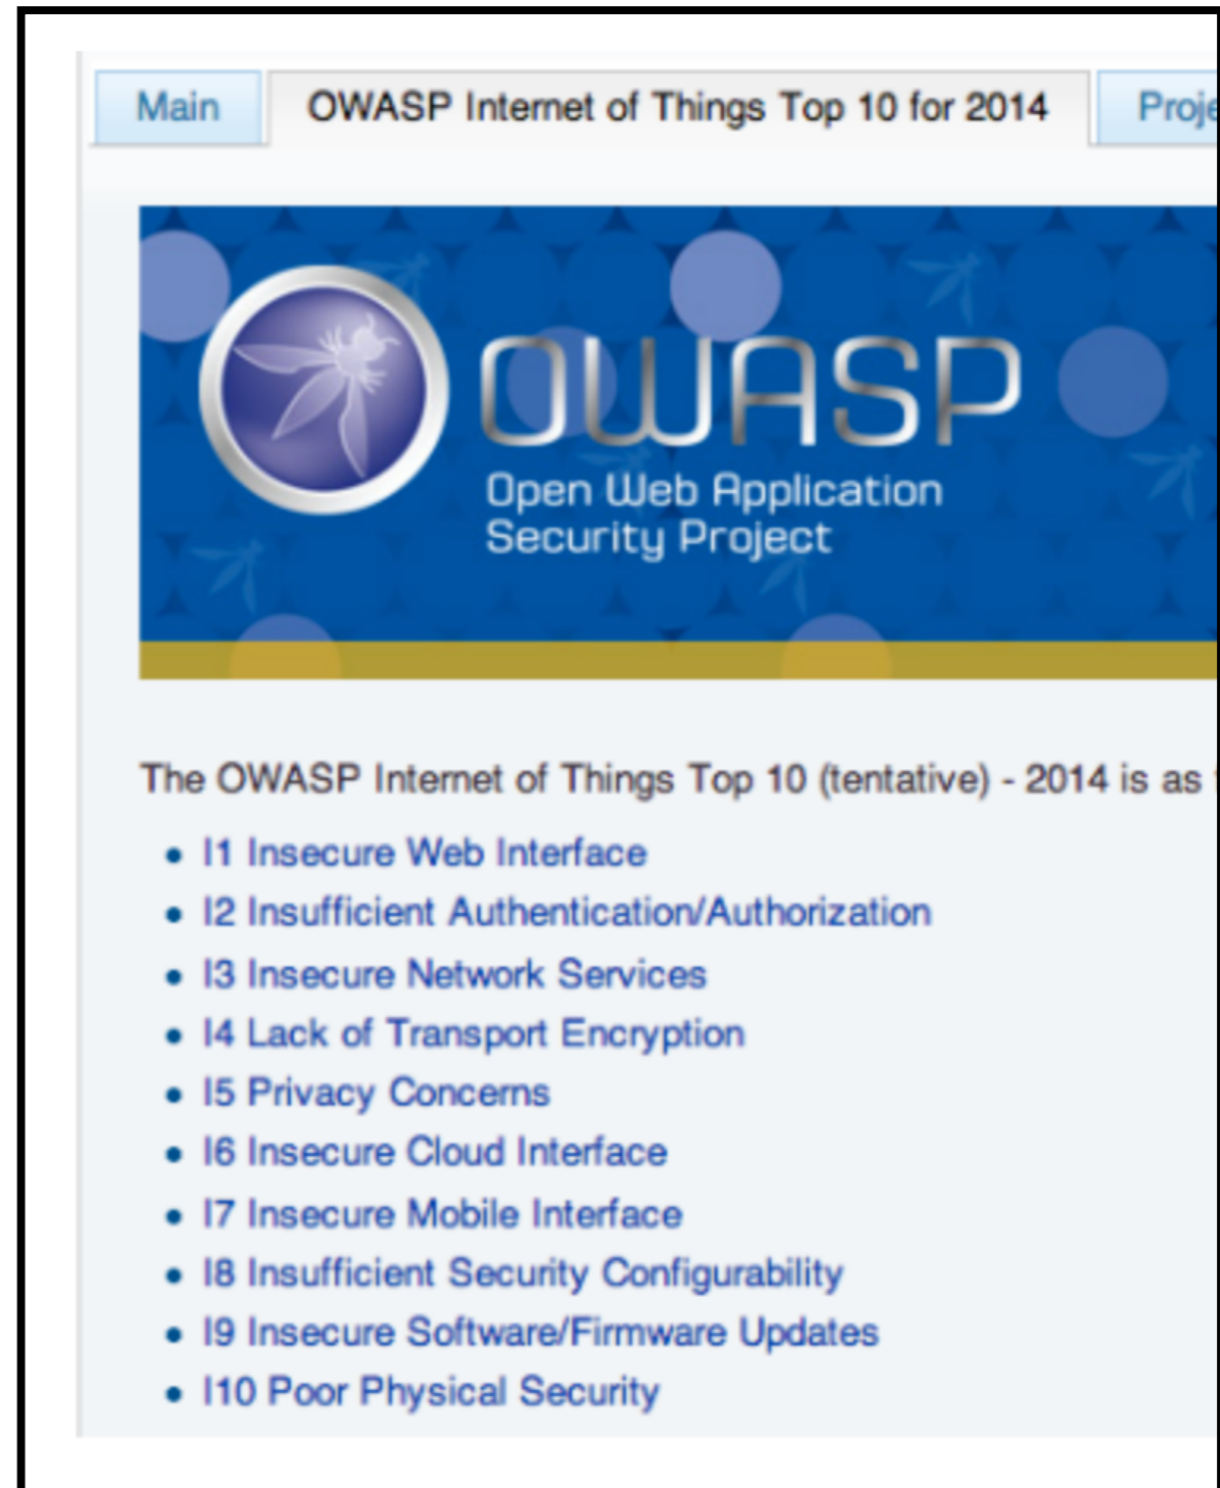 Main OWASP Internet of Things Top 10 for 2014 Proje
OWASP
Open Web Application
Security Project
The OWASP Internet of Things Top 10 (tentative) - 2014 is as
• I1 Insecure Web Interface
• I2 Insufficient Authentication/Authorization
• I3 Insecure Network Services
• I4 Lack of Transport Encryption
• I5 Privacy Concerns
• I6 Insecure Cloud Interface
• I7 Insecure Mobile Interface
• I8 Insufficient Security Configurability
• I9 Insecure Software/Firmware Updates
• I10 Poor Physical Security